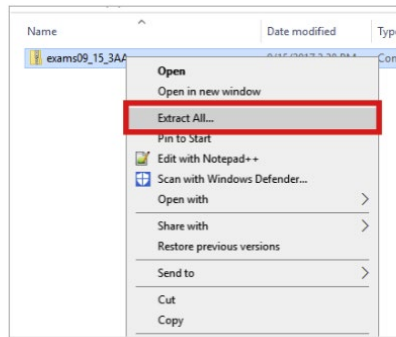 Name Date modified Typ
exams09_15_3AA Com
Open
Open in new window
Extract All...
Pin to Start
Edit with Notepad++
Scan with Windows Defender...
Open with
Share with
Restore previous versions
Send to
Cut
Copy